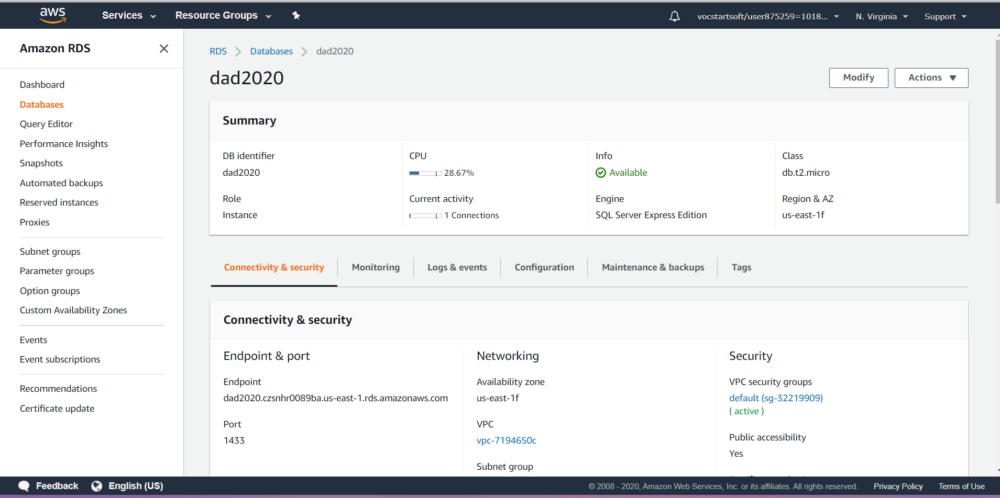 aws
Services
Resource Groups
vocstartsoft/user875259=1018...
N. Virginia
Support
Amazon RDS
Dashboard
Databases
Query Editor
Performance Insights
Snapshots
Automated backups
Reserved instances
Proxies
Subnet groups
Parameter groups
Option groups
Custom Availability Zones
Events
Event subscriptions
Recommendations
Certificate update
RDS
Databases
dad2020
dad2020
Modify
Actions
Summary
DB identifier
dad2020
CPU
28.67%
Info
Available
Class
db.t2.micro
Role
Instance
Current activity
1 Connections
Engine
SQL Server Express Edition
Region & AZ
us-east-1f
Connectivity & security
Monitoring
Logs & events
Configuration
Maintenance & backups
Tags
Connectivity & security
Endpoint & port
Endpoint
dad2020.czsnhr0089ba.us-east-1.rds.amazonaws.com
Port
1433
Networking
Availability zone
us-east-1f
VPC
vpc-7194650c
Subnet group
Security
VPC security groups
default (sg-32219909)
( active )
Public accessibility
Yes
Feedback
English (US)
© 2008 - 2020, Amazon Web Services, Inc. or its affiliates. All rights reserved.
Privacy Policy
Terms of Use